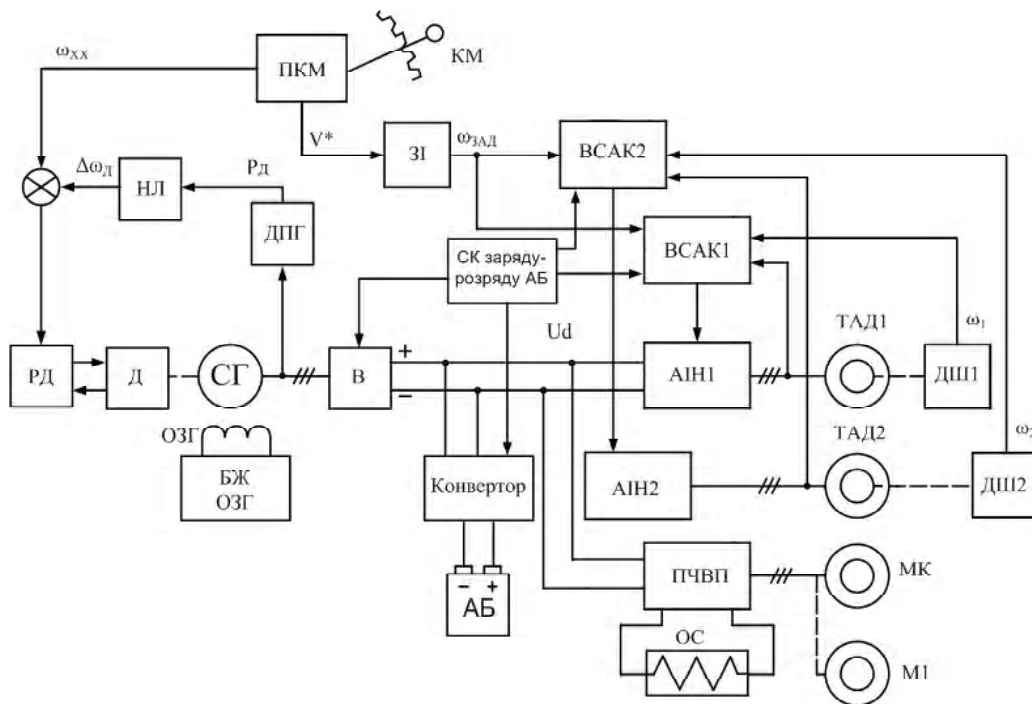 ωХХ
ПКМ
КМ
V*
ЗІ
ωЗАД
ВСАК2
ΔωД
НЛ
РД
ДПГ
ВСАК1
СК заряду-
розряду АБ
Ud
ТАД1
ω1
РД
Д
СГ
В
+
−
АІН1
ДШ1
ОЗГ
ТАД2
ω2
БЖ
ОЗГ
Конвертор
АІН2
ДШ2
− +
АБ
ПЧВП
МК
ОС
М1